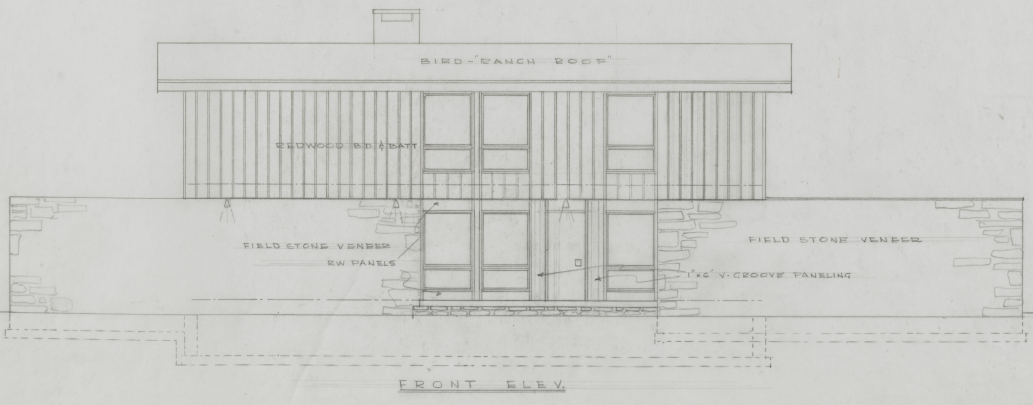 BIRD-"RANCH ROOF"
REDWOOD BD & BATT
FIELD STONE VENEER
RW PANELS
FIELD STONE VENEER
1"x6" V-GROOVE PANELING
FRONT ELEV.